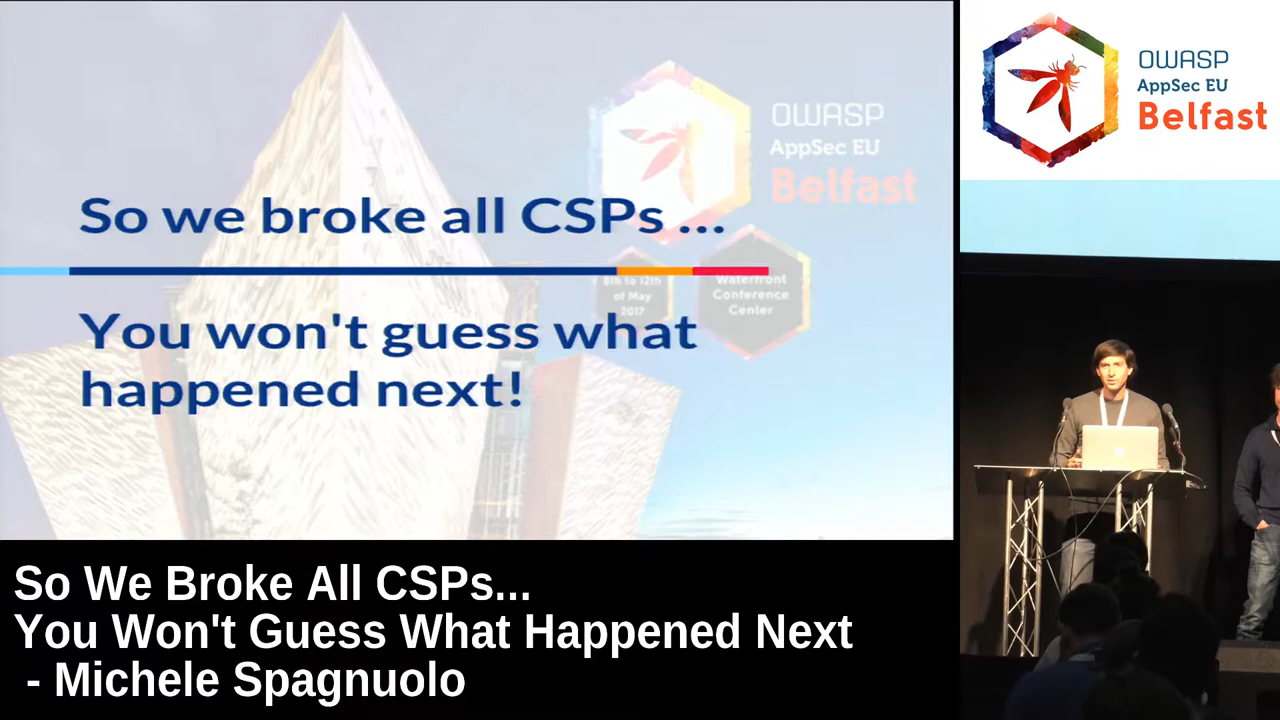 So we broke all CSPs ...
You won't guess what
happened next!
OWASP
AppSec EU
Belfast
8th to 12th
of May
2017
Waterfront
Conference
Center
OWASP
AppSec EU
Belfast
So We Broke All CSPs...
You Won't Guess What Happened Next
- Michele Spagnuolo